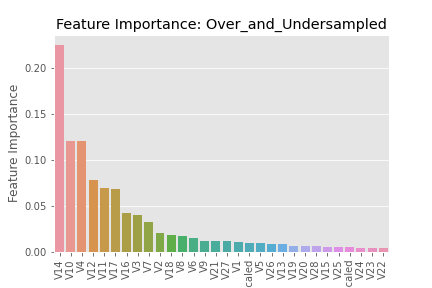 Feature Importance: Over_and_Undersampled
Feature Importance
0.20
0.15
0.10
0.05
0.00
V14
V10
V4
V12
V11
V17
V16
V3
V7
V2
V18
V8
V6
V9
V21
V27
V1
caled
V5
V26
V13
V19
V20
V28
V15
V25
caled
V24
V23
V22